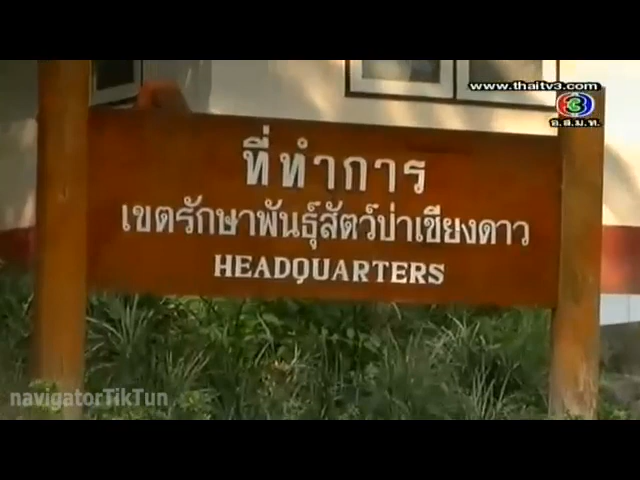 www.thaitv3.com
3
อ.ส.ม.ท.
ที่ทำการ
เขตรักษาพันธุ์สัตว์ป่าเชียงดาว
HEADQUARTERS
navigatorTikTun